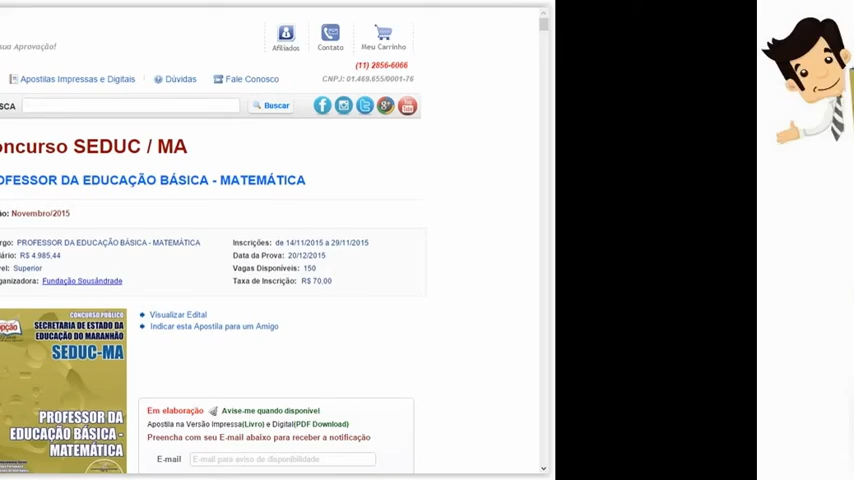 sua Aprovação!
Afiliados
Contato
Meu Carrinho
(11) 2856-6066
Apostilas Impressas e Digitais
Dúvidas
Fale Conosco
CNPJ: 01.469.655/0001-76
SCA
Buscar
oncurso SEDUC / MA
OFESSOR DA EDUCAÇÃO BÁSICA - MATEMÁTICA
ão: Novembro/2015
rgo: PROFESSOR DA EDUCAÇÃO BÁSICA - MATEMÁTICA
Inscrições: de 14/11/2015 a 29/11/2015
lário: R$ 4.985,44
Data da Prova: 20/12/2015
vel: Superior
Vagas Disponíveis: 150
ganizadora: Fundação Sousândrade
Taxa de Inscrição: R$ 70,00
opção
CONCURSO PÚBLICO
SECRETARIA DE ESTADO DA
EDUCAÇÃO DO MARANHÃO
SEDUC-MA
PROFESSOR DA
EDUCAÇÃO BÁSICA -
MATEMÁTICA
Visualizar Edital
Indicar esta Apostila para um Amigo
Em elaboração Avise-me quando disponível
Apostila na Versão Impressa(Livro) e Digital(PDF Download)
Preencha com seu E-mail abaixo para receber a notificação
E-mail
E-mail para aviso de disponibilidade